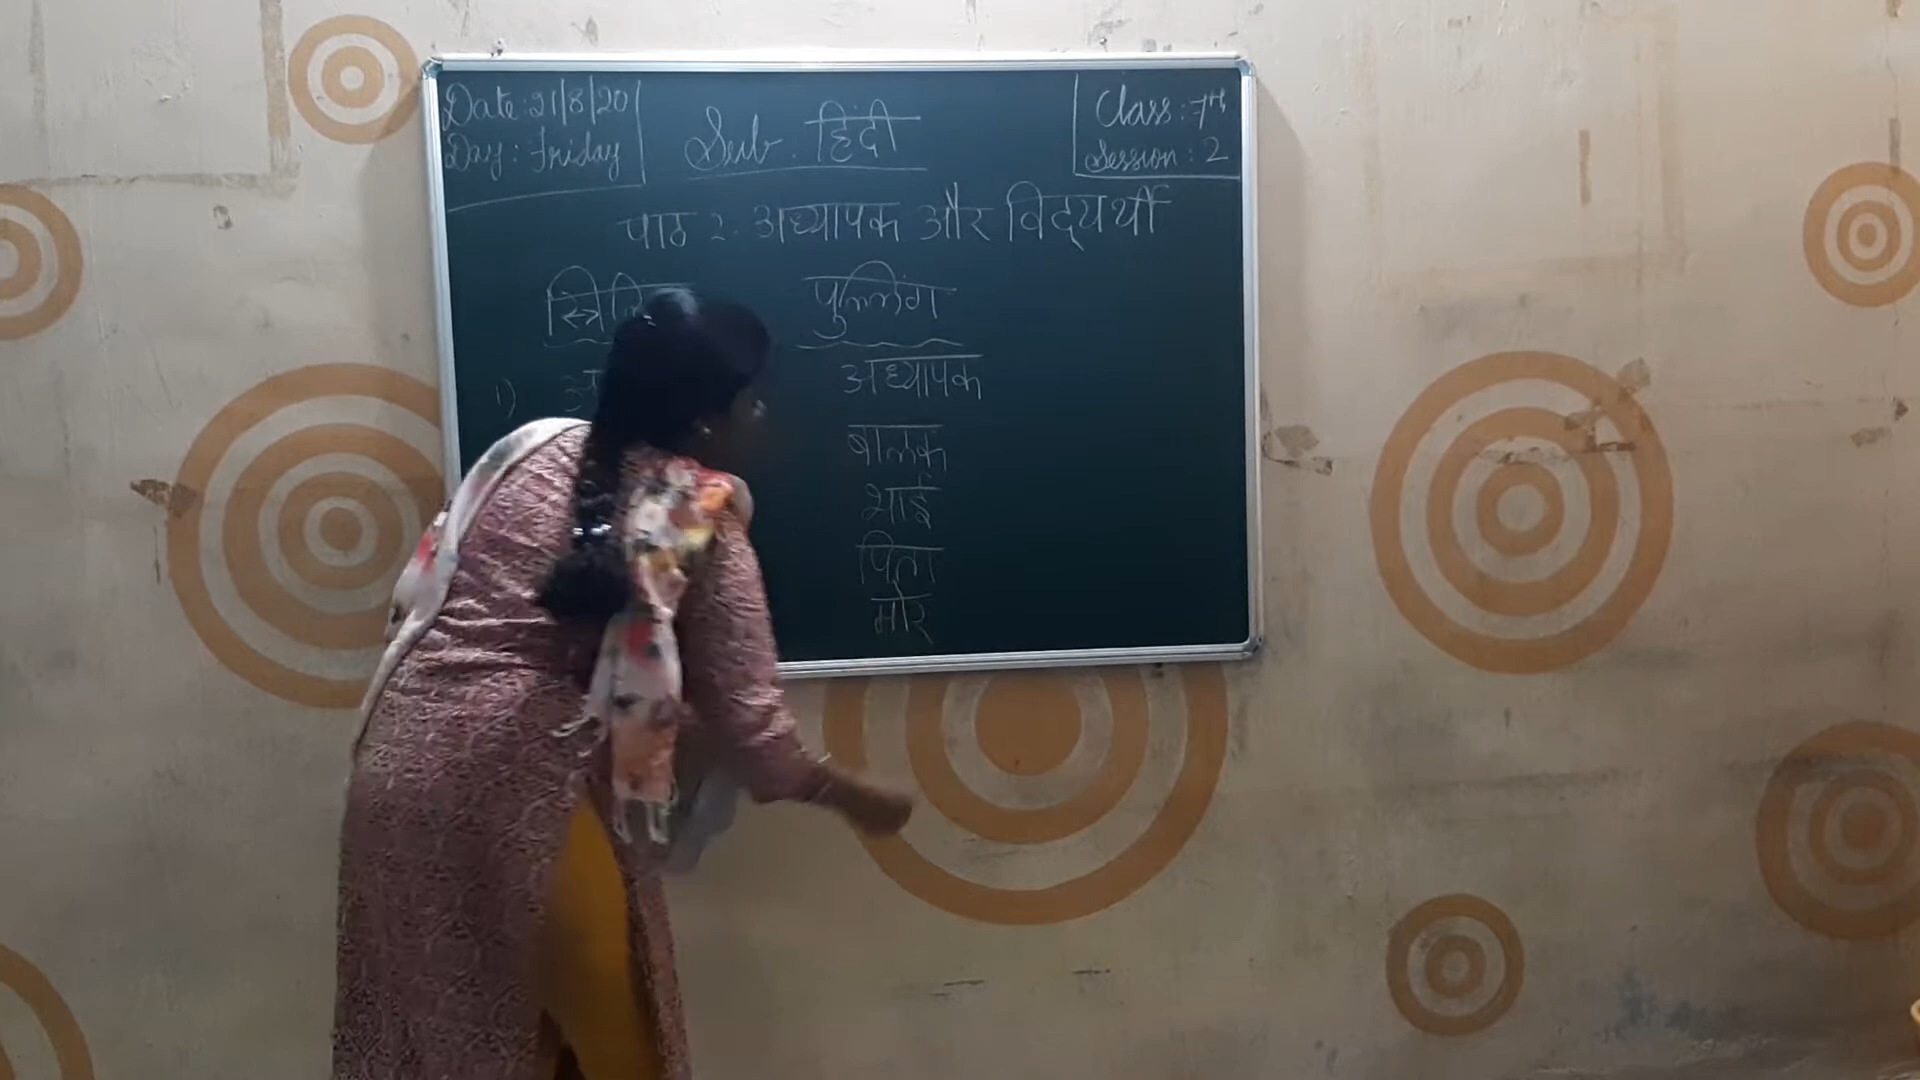 Date: 21/8/20
Day: Friday
Sub. हिंदी
Class: 7th
Session: 2
पाठ 2. अध्यापक और विद्यर्थी
पुल्लिंग
1) अध्यापक
बालक
भाई
पिता
मोर